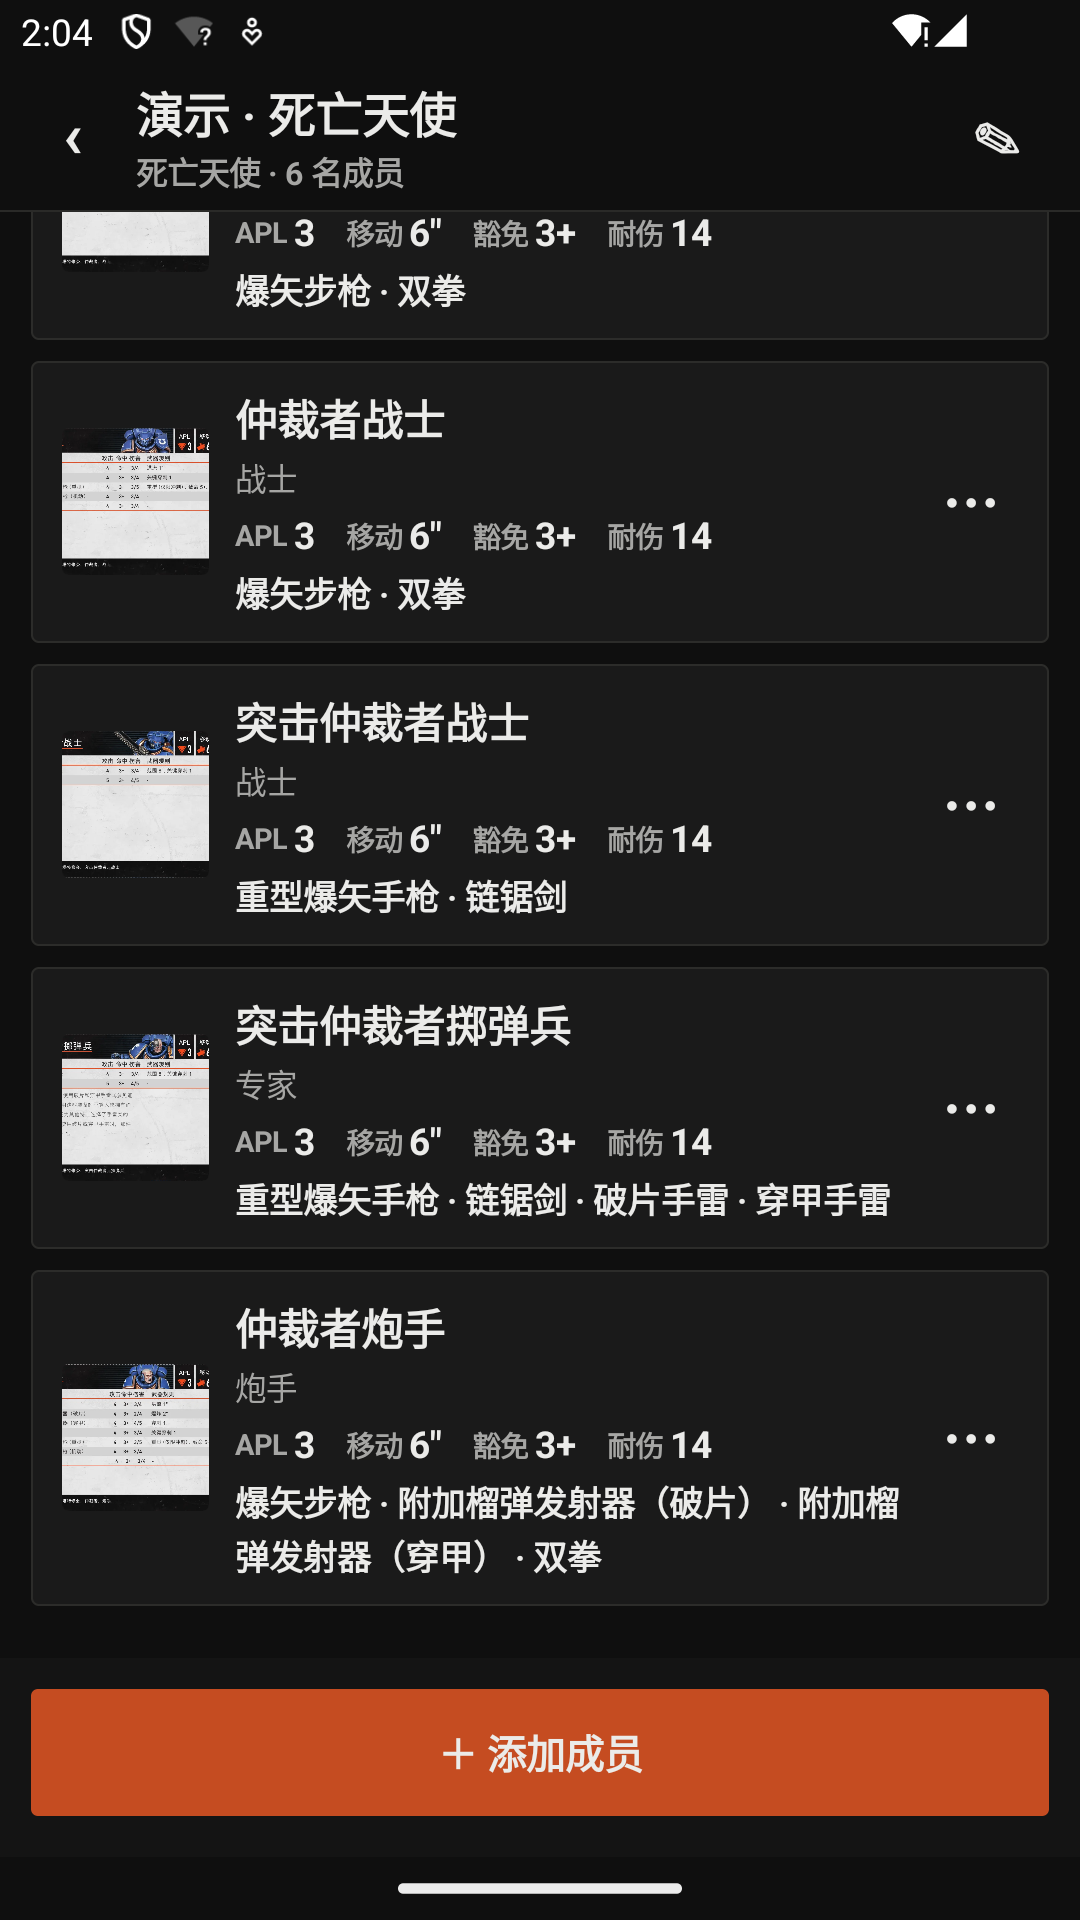 2:04
演示 · 死亡天使
死亡天使 · 6 名成员
APL 3 移动 6" 豁免 3+ 耐伤 14
爆矢步枪 · 双拳
仲裁者战士
战士
APL 3 移动 6" 豁免 3+ 耐伤 14
爆矢步枪 · 双拳
突击仲裁者战士
战士
APL 3 移动 6" 豁免 3+ 耐伤 14
重型爆矢手枪 · 链锯剑
突击仲裁者掷弹兵
专家
APL 3 移动 6" 豁免 3+ 耐伤 14
重型爆矢手枪 · 链锯剑 · 破片手雷 · 穿甲手雷
仲裁者炮手
炮手
APL 3 移动 6" 豁免 3+ 耐伤 14
爆矢步枪 · 附加榴弹发射器（破片） · 附加榴
弹发射器（穿甲） · 双拳
＋ 添加成员